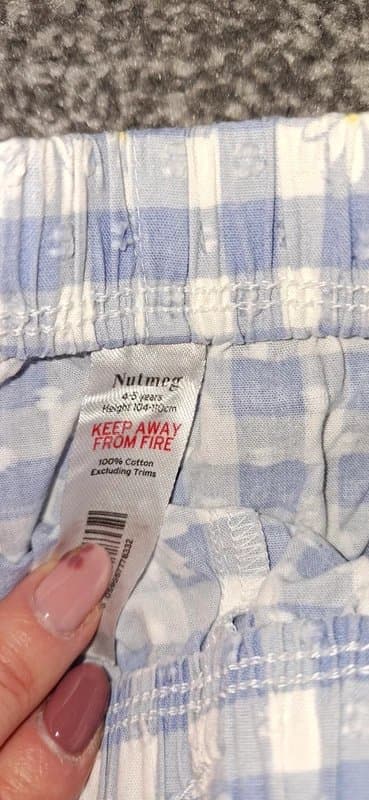 Nutmeg
4-5 years
Height 104-110cm
KEEP AWAY
FROM FIRE
100% Cotton
Excluding Trims